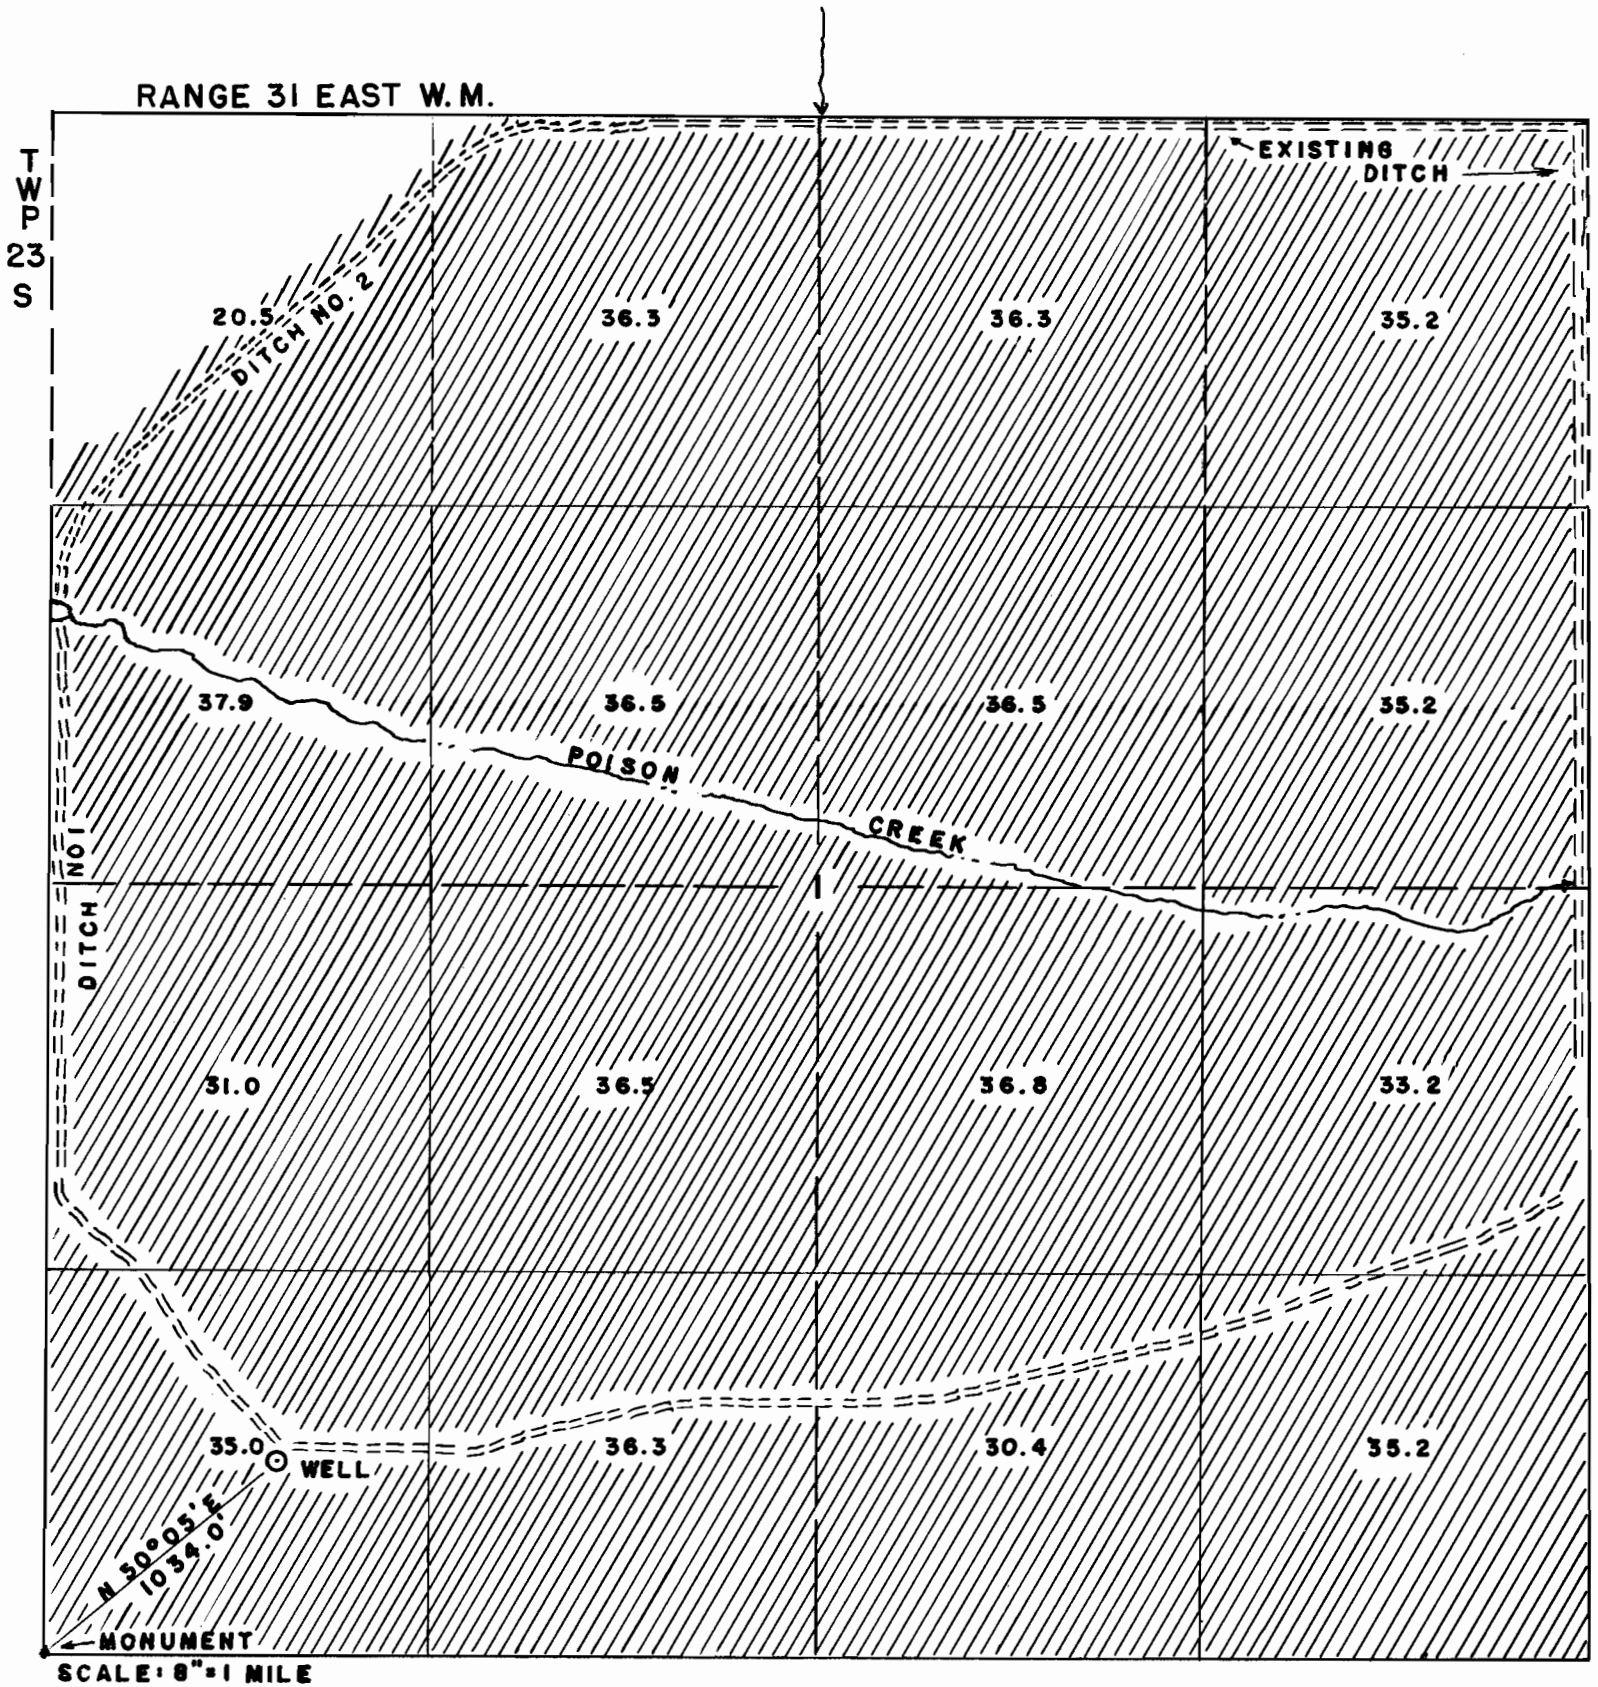 RANGE 31 EAST W.M.
T
W
P
23
S
EXISTING
DITCH
20.5
DITCH NO. 2
36.3
36.3
35.2
37.9
36.5
36.5
35.2
POISON
CREEK
DITCH NO1
1
31.0
36.5
36.8
33.2
35.0
WELL
36.3
30.4
35.2
N 50°05'E
1034.0'
MONUMENT
SCALE: 8"=1 MILE